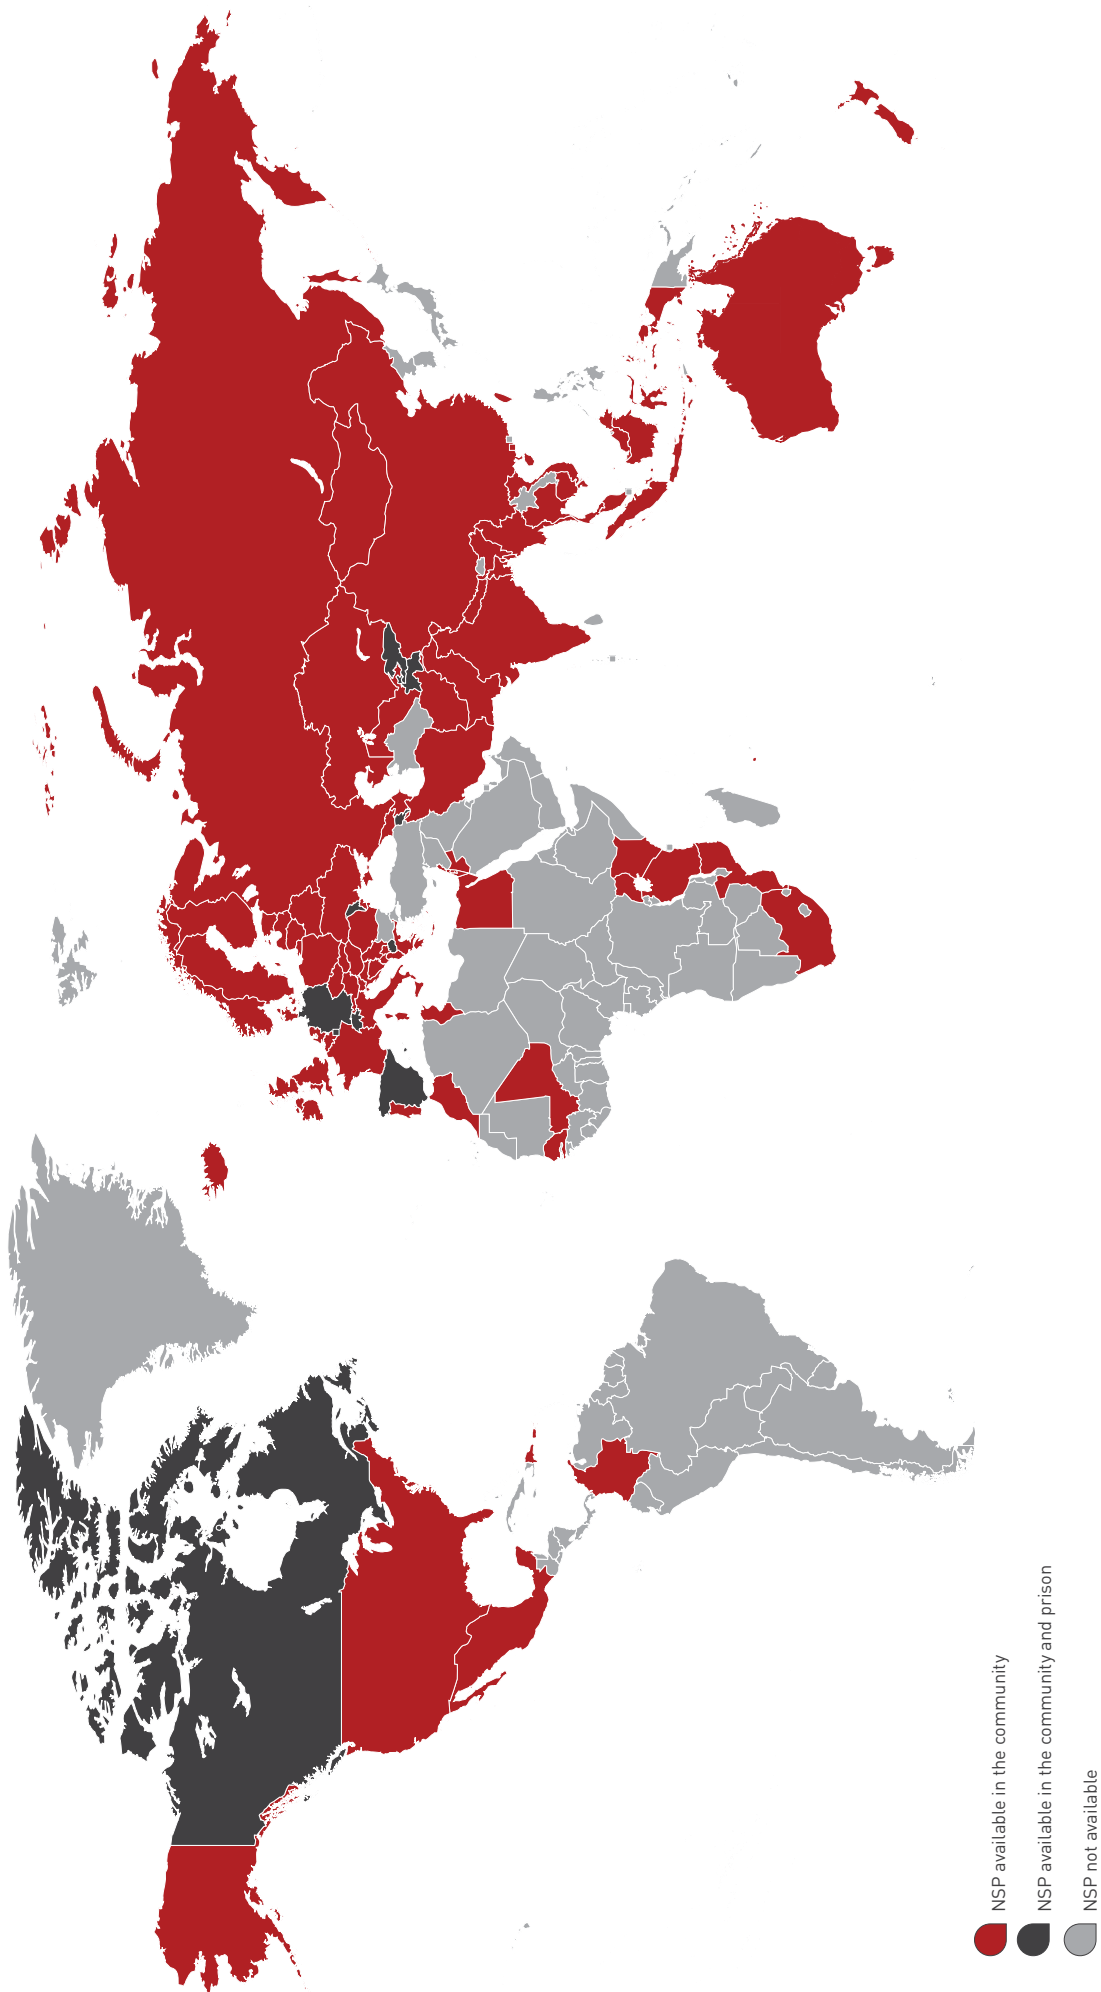 NSP available in the community
NSP available in the community and prison
NSP not available